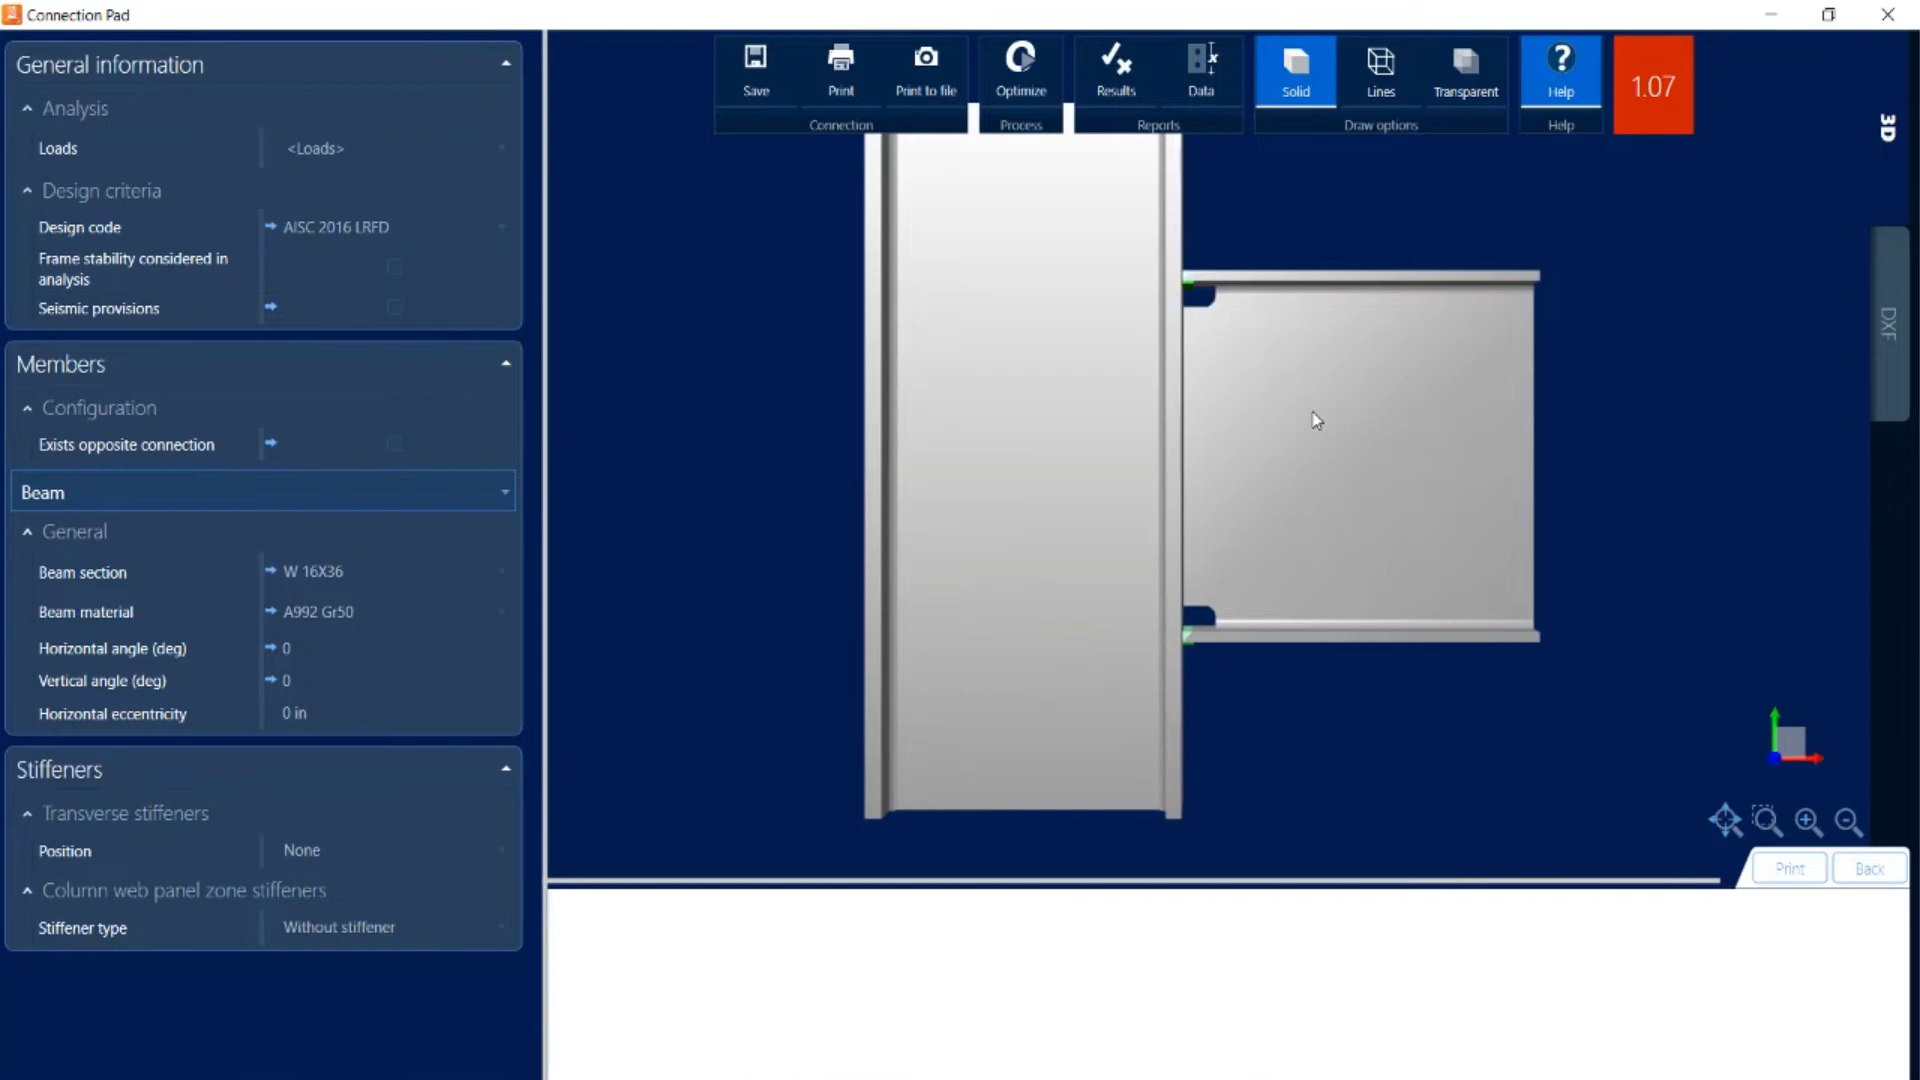 Connection Pad
General information
Analysis
Loads
<Loads>
Design criteria
Design code
AISC 2016 LRFD
Frame stability considered in
analysis
Seismic provisions
Members
Configuration
Exists opposite connection
Beam
General
Beam section
W 16X36
Beam material
A992 Gr50
Horizontal angle (deg)
0
Vertical angle (deg)
0
Horizontal eccentricity
0 in
Stiffeners
Transverse stiffeners
Position
None
Column web panel zone stiffeners
Stiffener type
Without stiffener
Save
Print
Print to file
Connection
Optimize
Process
Results
Data
Reports
Solid
Lines
Transparent
Draw options
Help
Help
1.07
3D
DXF
Print
Back